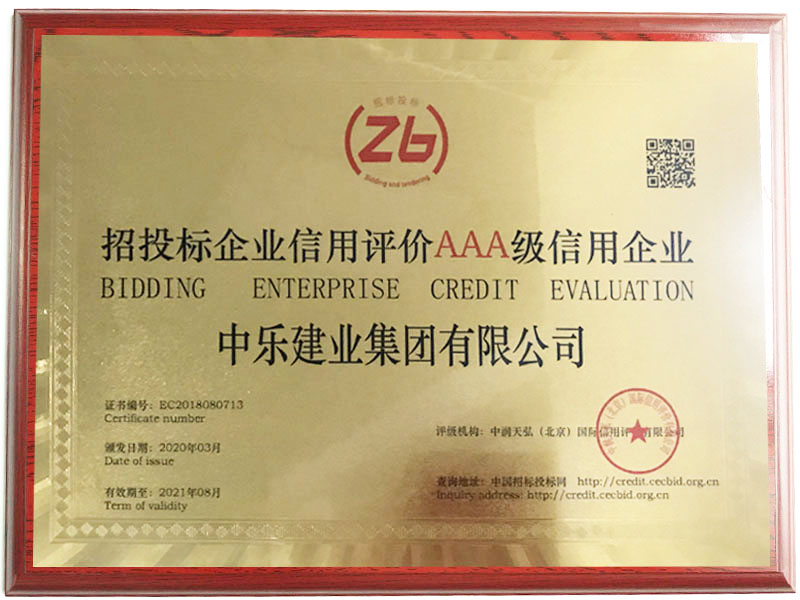 招标投标
Zb
Bidding and tendering
招投标企业信用评价AAA级信用企业
BIDDING ENTERPRISE CREDIT EVALUATION
中乐建业集团有限公司
证书编号：EC2018080713
Certificate number
颁发日期：2020年03月
Date of issue
有效期至：2021年08月
Term of validity
评级机构：中润天弘（北京）国际信用评价有限公司
查询地址：中国招标投标网 http://credit.cecbid.org.cn
Inquiry address: http://credit.cecbid.org.cn